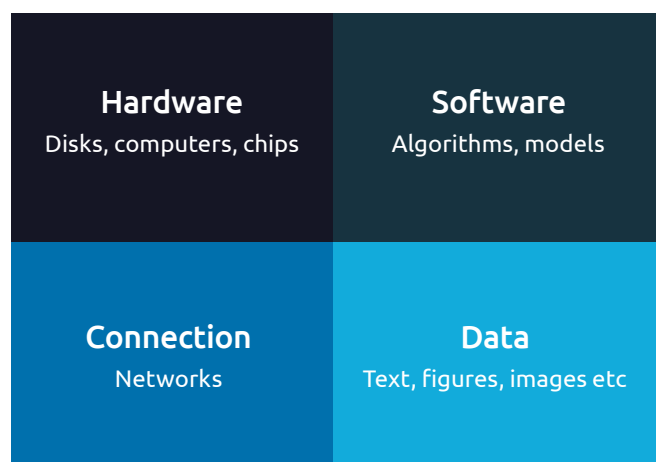 Hardware
Disks, computers, chips
Software
Algorithms, models
Connection
Networks
Data
Text, figures, images etc